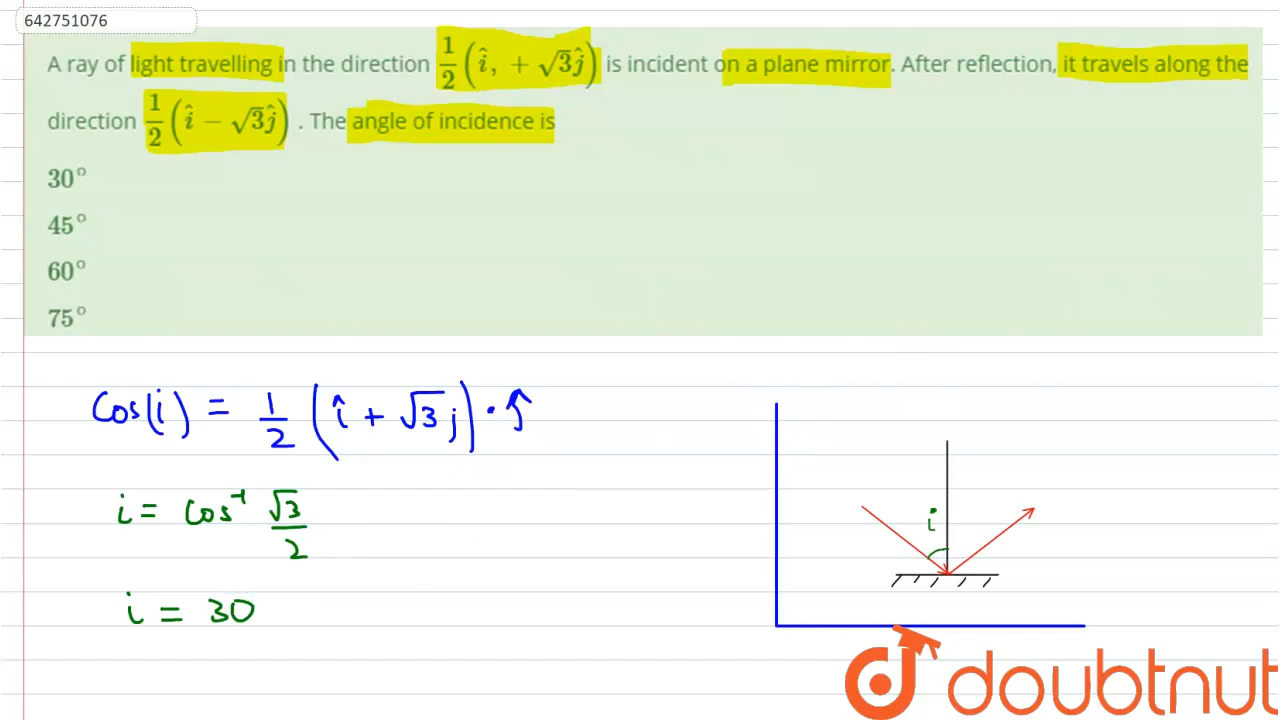 642751076
A ray of light travelling in the direction 1/2 (î, + √3ĵ) is incident on a plane mirror. After reflection, it travels along the
direction 1/2 (î − √3ĵ) . The angle of incidence is
30°
45°
60°
75°
Cos(i) = 1/2 (î + √3j) · ĵ
i = Cos⁻¹ √3/2
i = 30
i
doubtnut